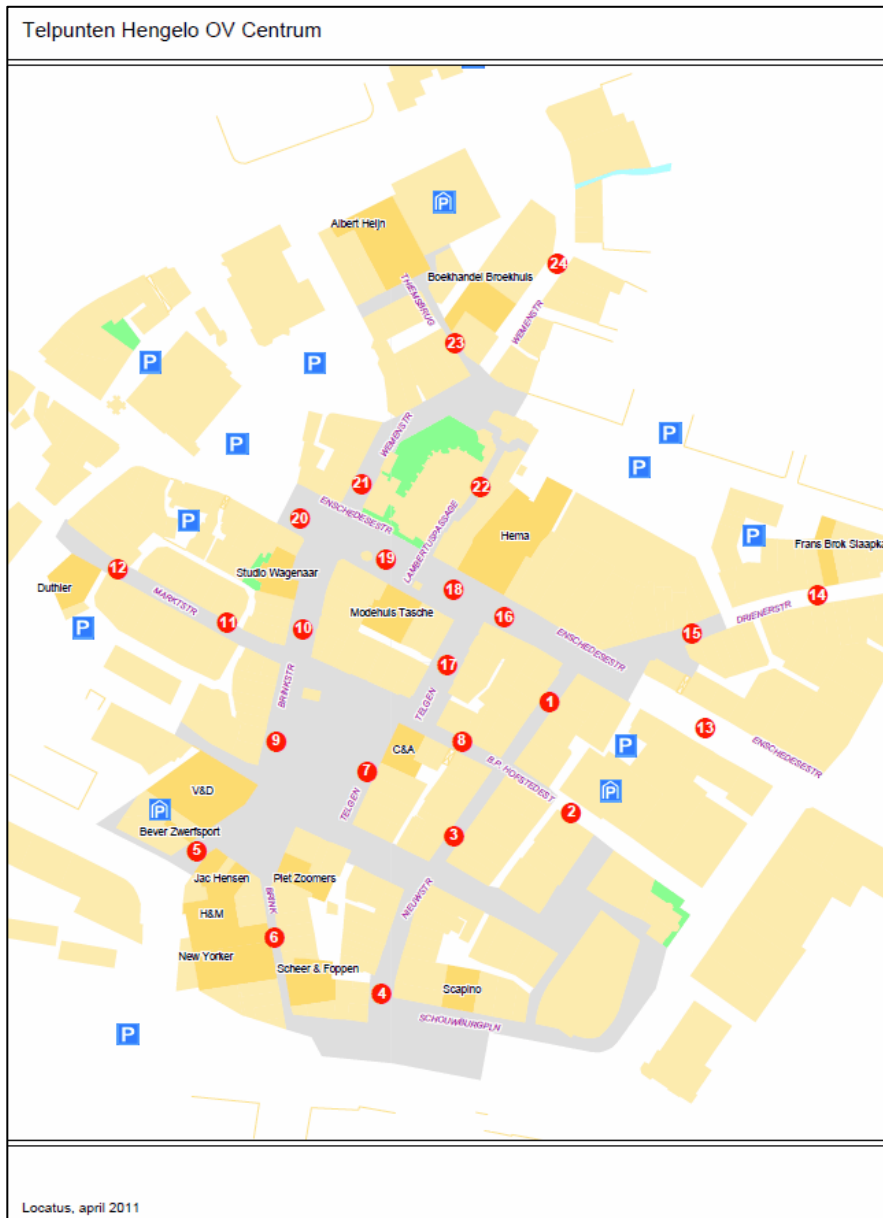 Telpunten Hengelo OV Centrum
P
Albert Heijn
24
Boekhandel Broekhuis
THIEMSBRUG
WEMENSTR
23
P
P
WEMENSTR
P
P
P
21
22
ENSCHEDESESTR
P
20
LAMBERTUSPASSAGE
Hema
P
Frans Brok Slaapka
19
12
Studio Wagenaar
Duthler
18
14
MARKTSTR
Modehuis Tasche
16
DRIENERSTR
11
10
P
15
ENSCHEDESESTR
17
BRINKSTR
TELGEN
1
13
9
C&A
8
P
ENSCHEDESESTR
B.P. HOFSTEDEST.
7
V&D
P
TELGEN
P
2
Bever Zwerfsport
3
5
Jac Hensen
Piet Zoomers
BRINK
NIEUWSTR
H&M
6
New Yorker
Scheer & Foppen
Scapino
4
SCHOUWBURGPLN
P
Locatus, april 2011